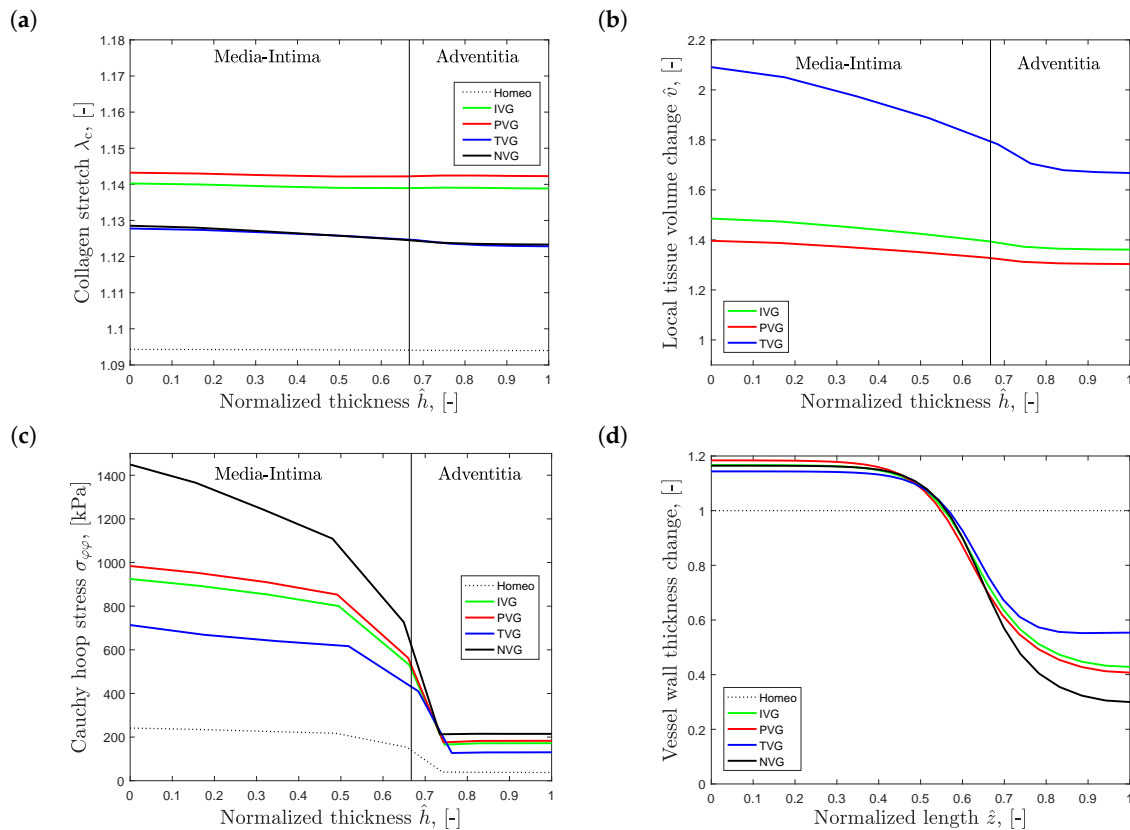 (a)
1.18
1.17
1.16
1.15
1.14
1.13
1.12
1.11
1.1
1.09
Collagen stretch λc, [-]
Media-Intima
Adventitia
Homeo
IVG
PVG
TVG
NVG
0 0.1 0.2 0.3 0.4 0.5 0.6 0.7 0.8 0.9 1
Normalized thickness ĥ, [-]
(b)
2.2
2
1.8
1.6
1.4
1.2
1
Local tissue volume change v̂, [-]
Media-Intima
Adventitia
IVG
PVG
TVG
0 0.1 0.2 0.3 0.4 0.5 0.6 0.7 0.8 0.9 1
Normalized thickness ĥ, [-]
(c)
1400
1200
1000
800
600
400
200
0
Cauchy hoop stress σφφ, [kPa]
Media-Intima
Adventitia
Homeo
IVG
PVG
TVG
NVG
0 0.1 0.2 0.3 0.4 0.5 0.6 0.7 0.8 0.9 1
Normalized thickness ĥ, [-]
(d)
1.2
1
0.8
0.6
0.4
0.2
0
Vessel wall thickness change, [-]
Homeo
IVG
PVG
TVG
NVG
0 0.1 0.2 0.3 0.4 0.5 0.6 0.7 0.8 0.9 1
Normalized length ẑ, [-]